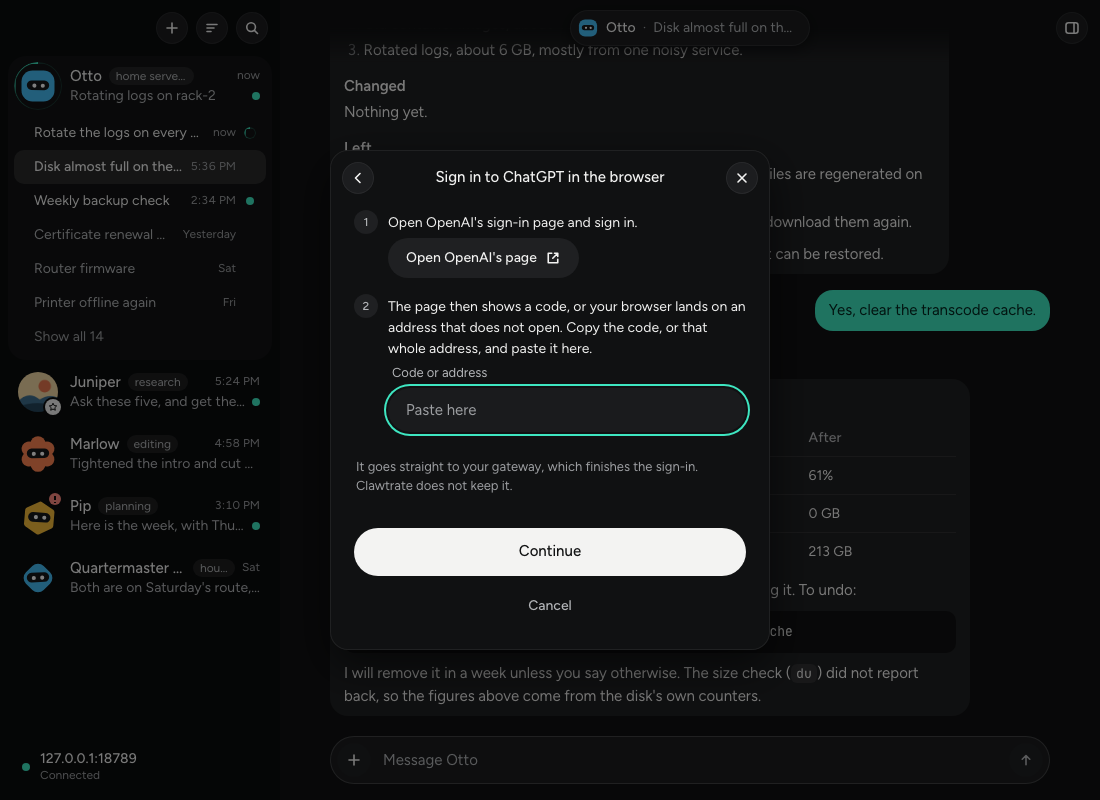 Otto home serve... now
Rotating logs on rack-2
Rotate the logs on every ... now
Disk almost full on the... 5:36 PM
Weekly backup check 2:34 PM
Certificate renewal ... Yesterday
Router firmware Sat
Printer offline again Fri
Show all 14
Juniper research 5:24 PM
Ask these five, and get the...
Marlow editing 4:58 PM
Tightened the intro and cut ...
! Pip planning 3:10 PM
Here is the week, with Thu...
Quartermaster ... hou... Sat
Both are on Saturday's route,...
127.0.0.1:18789
Connected
Otto · Disk almost full on th...
3. Rotated logs, about 6 GB, mostly from one noisy service.
Changed
Nothing yet.
Left
iles are regenerated on
download them again.
can be restored.
Yes, clear the transcode cache.
After
61%
0 GB
213 GB
g it. To undo:
che
I will remove it in a week unless you say otherwise. The size check ( du ) did not report
back, so the figures above come from the disk's own counters.
Message Otto
Sign in to ChatGPT in the browser
1 Open OpenAI's sign-in page and sign in.
Open OpenAI's page
2 The page then shows a code, or your browser lands on an
address that does not open. Copy the code, or that
whole address, and paste it here.
Code or address
Paste here
It goes straight to your gateway, which finishes the sign-in.
Clawtrate does not keep it.
Continue
Cancel